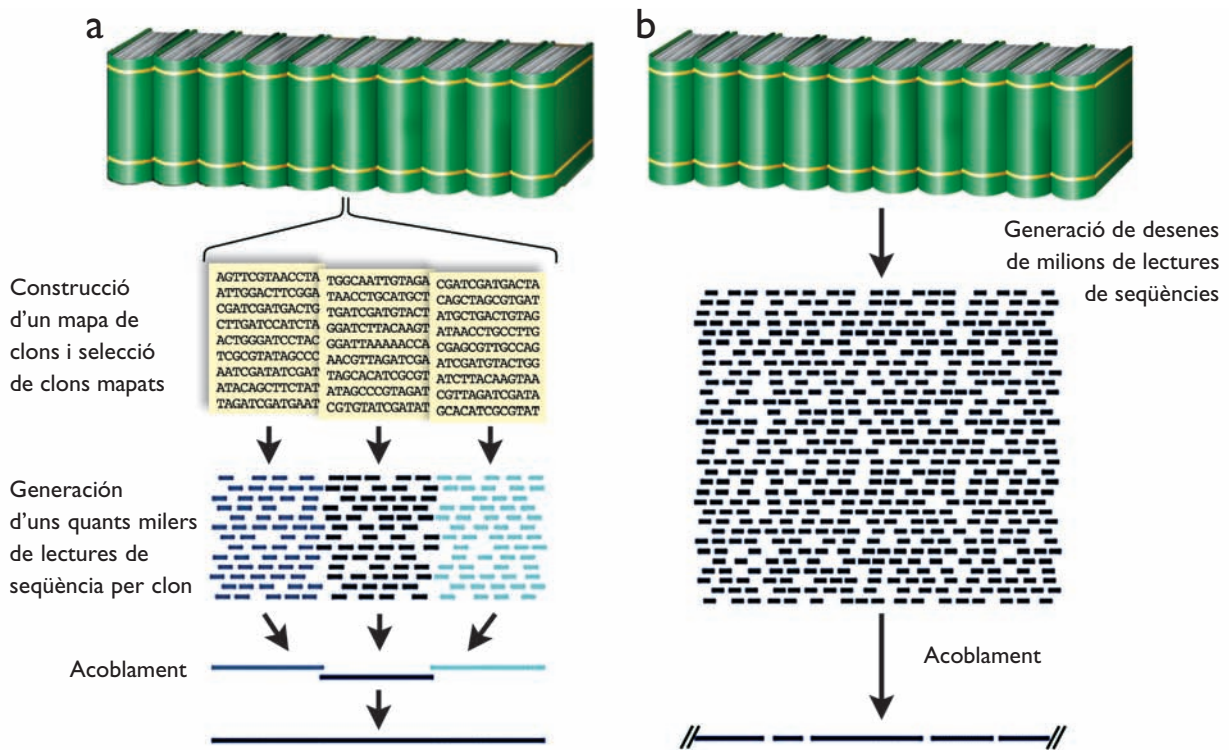 a
b
Construcció
d'un mapa de
clons i selecció
de clons mapats
AGTTCGTAACCTA
ATTGGACTTCGGA
CGATCGATGACTG
CTTGATCCATCTA
ACTGGGATCCTAC
TCGCGTATAGCCC
AATCGATATCGAT
ATACAGCTTCTAT
TAGATCGATGAAT
TGGCAATTGTAGA
TAACCTGCATGCT
TGATCGATGTACT
GGATCTTACAAGT
GGATTAAAAACCA
AACGTTAGATCGA
TAGCACATCGCGT
ATAGCCCGTAGAT
CGTGTATCGATAT
CGATCGATGACTA
CAGCTAGCGTGAT
ATGCTGACTGTAG
ATAACCTGCCTTG
CGAGCGTTGCCAG
ATCGATGTACTGG
ATCTTACAAGTAA
CGTTAGATCGATA
GCACATCGCGTAT
Generación
d'uns quants milers
de lectures de
seqüència per clon
Acoblament
Generació de desenes
de milions de lectures
de seqüències
Acoblament